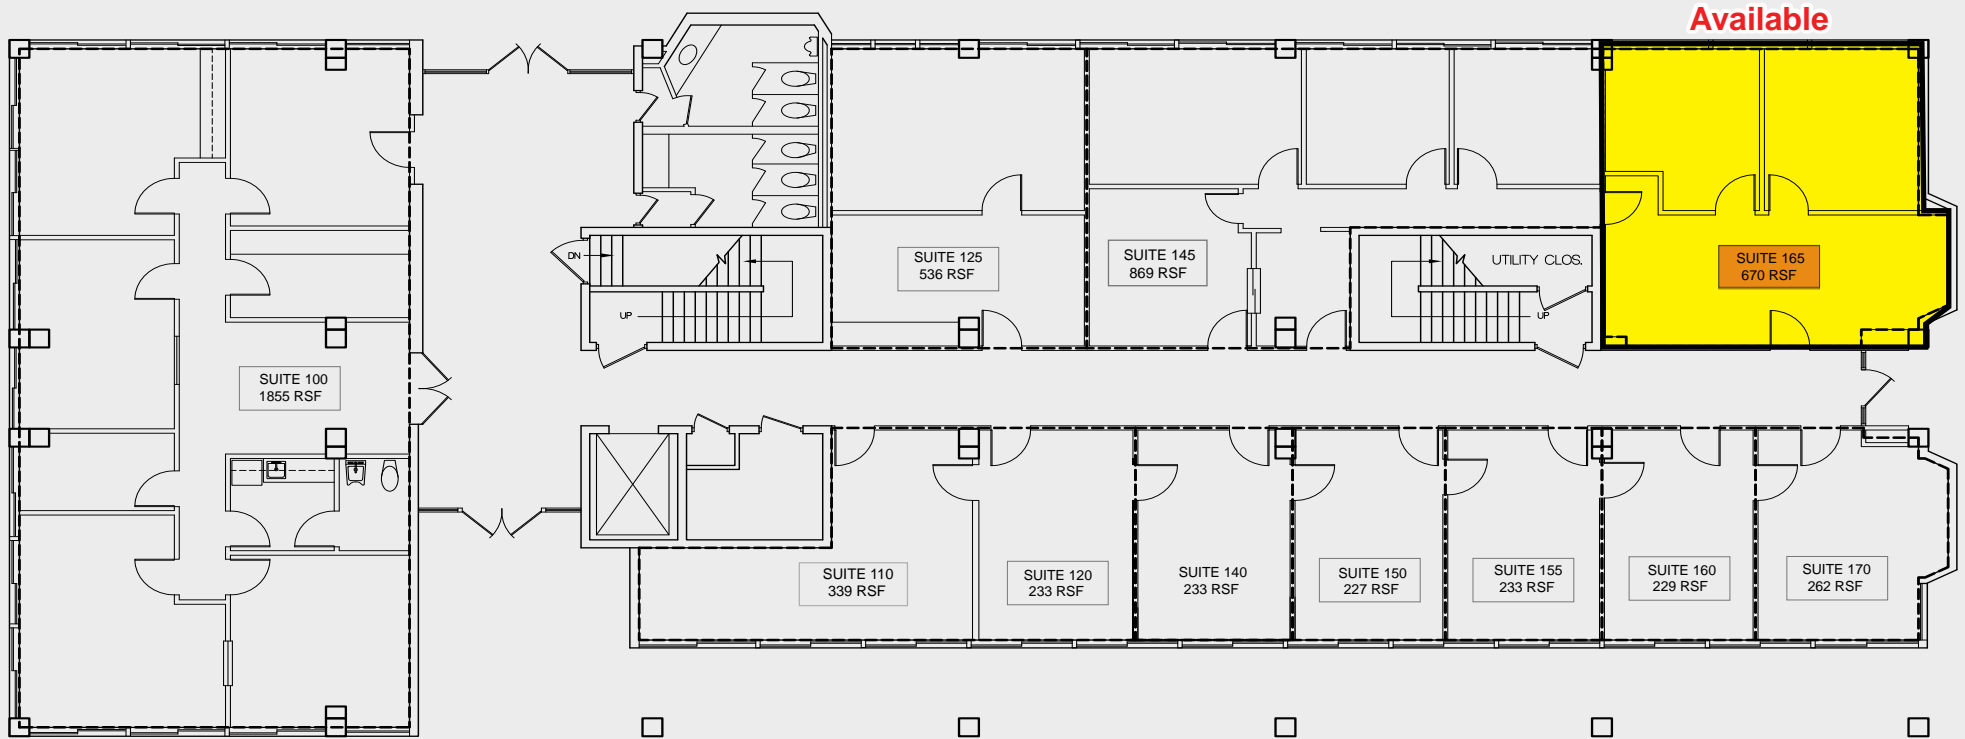 Available
DN
UP
SUITE 125
536 RSF
SUITE 145
869 RSF
UTILITY CLOS.
UP
SUITE 165
670 RSF
SUITE 100
1855 RSF
SUITE 110
339 RSF
SUITE 120
233 RSF
SUITE 140
233 RSF
SUITE 150
227 RSF
SUITE 155
233 RSF
SUITE 160
229 RSF
SUITE 170
262 RSF